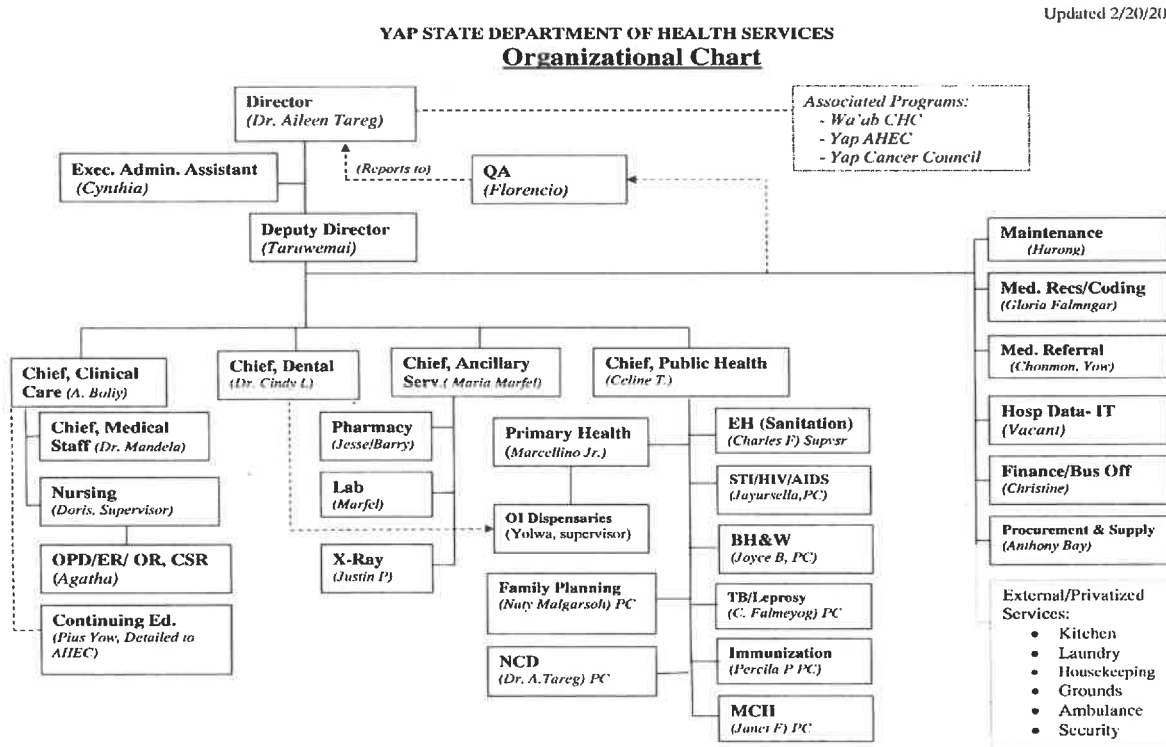 Updated 2/20/20
YAP STATE DEPARTMENT OF HEALTH SERVICES
Organizational Chart
Director
(Dr. Aileen Tareg)
Associated Programs:
- Wa'ab CHC
- Yap AHEC
- Yap Cancer Council
Exec. Admin. Assistant
(Cynthia)
(Reports to)
QA
(Florencio)
Deputy Director
(Taruwemai)
Maintenance
(Harong)
Med. Recs/Coding
(Gloria Falmngar)
Med. Referral
(Chonmon, Yow)
Hosp Data- IT
(Vacant)
Finance/Bus Off
(Christine)
Procurement & Supply
(Anthony Bay)
External/Privatized
Services:
• Kitchen
• Laundry
• Housekeeping
• Grounds
• Ambulance
• Security
Chief, Clinical
Care (A. Boliy)
Chief, Medical
Staff (Dr. Mandela)
Nursing
(Doris, Supervisor)
OPD/ER/ OR, CSR
(Agatha)
Continuing Ed.
(Pius Yow, Detailed to
AHEC)
Chief, Dental
(Dr. Cindy L)
Chief, Ancillary
Serv.( Maria Marfel)
Pharmacy
(Jesse/Barry)
Lab
(Marfel)
X-Ray
(Justin P)
Chief, Public Health
(Celine T.)
Primary Health
(Marcellino Jr.)
OI Dispensaries
(Yolwa, supervisor)
Family Planning
(Naty Malgarsoh) PC
NCD
(Dr. A.Tareg) PC
EH (Sanitation)
(Charles F) Supvsr
STI/HIV/AIDS
(Jayursella,PC)
BH&W
(Joyce B, PC)
TB/Leprosy
(C. Falmeyog) PC
Immunization
(Percila P PC)
MCH
(Janet F) PC